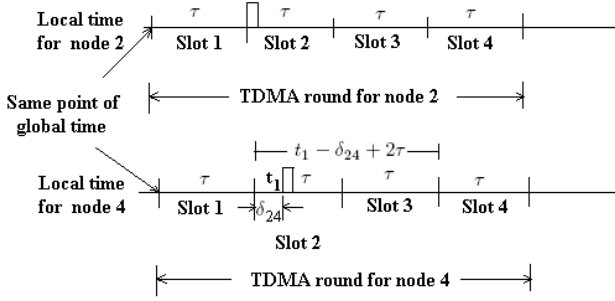 Local time for node 2
τ τ τ τ
Slot 1 Slot 2 Slot 3 Slot 4
TDMA round for node 2
Same point of global time
t₁ − δ₂₄ + 2τ
Local time for node 4
τ t₁ τ τ τ
Slot 1 δ₂₄ Slot 3 Slot 4
Slot 2
TDMA round for node 4